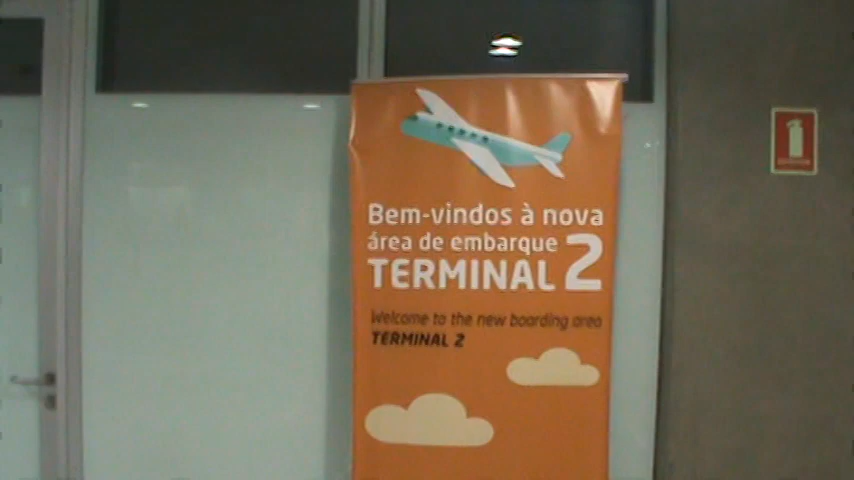 Bem-vindos à nova
área de embarque
TERMINAL 2
Welcome to the new boarding area
TERMINAL 2